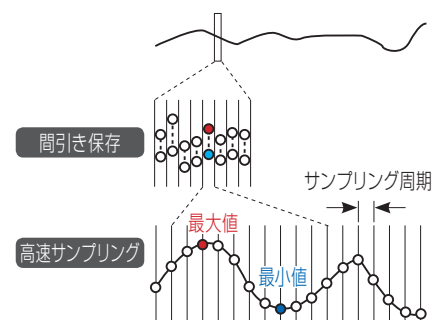 間引き保存
サンプリング周期
最大値
高速サンプリング
最小値